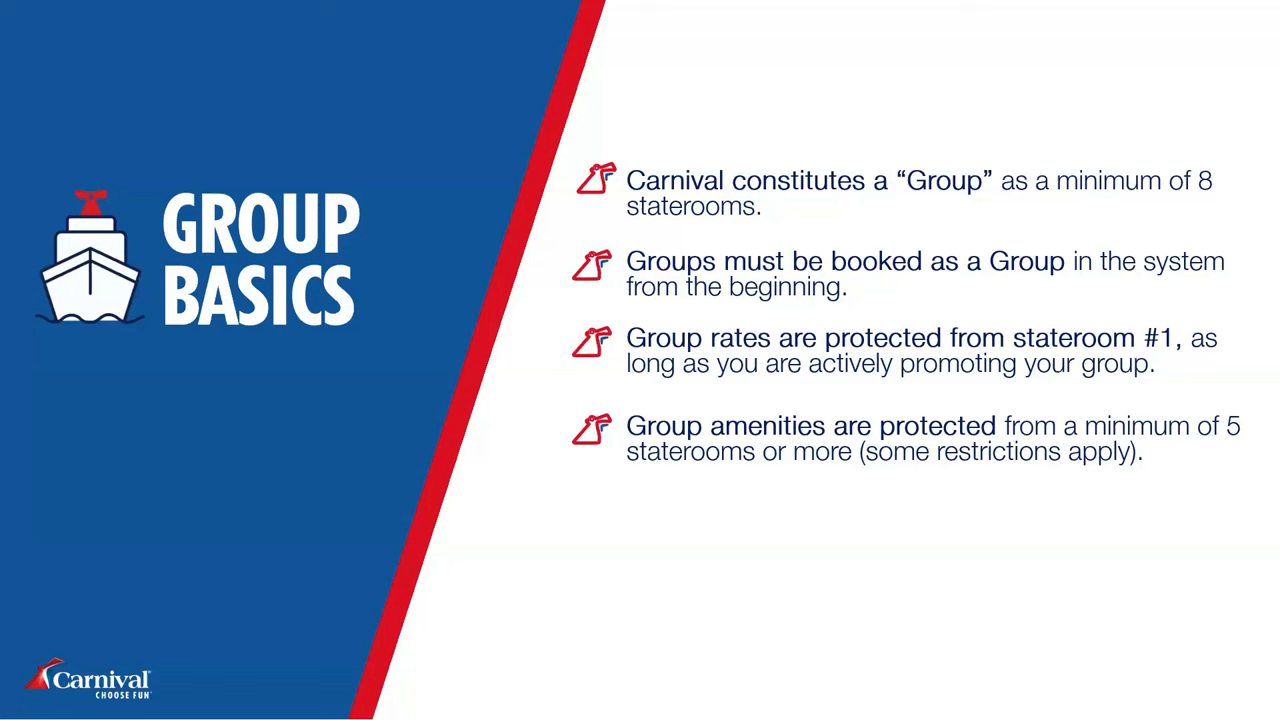 GROUP
BASICS
Carnival constitutes a “Group” as a minimum of 8
staterooms.
Groups must be booked as a Group in the system
from the beginning.
Group rates are protected from stateroom #1, as
long as you are actively promoting your group.
Group amenities are protected from a minimum of 5
staterooms or more (some restrictions apply).
Carnival®
CHOOSE FUN®